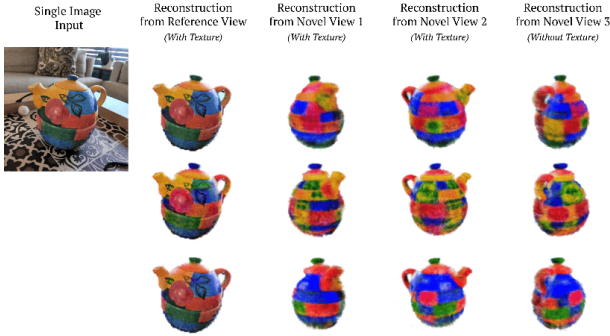 Single Image
Input
Reconstruction
from Reference View
(With Texture)
Reconstruction
from Novel View 1
(With Texture)
Reconstruction
from Novel View 2
(With Texture)
Reconstruction
from Novel View 3
(Without Texture)